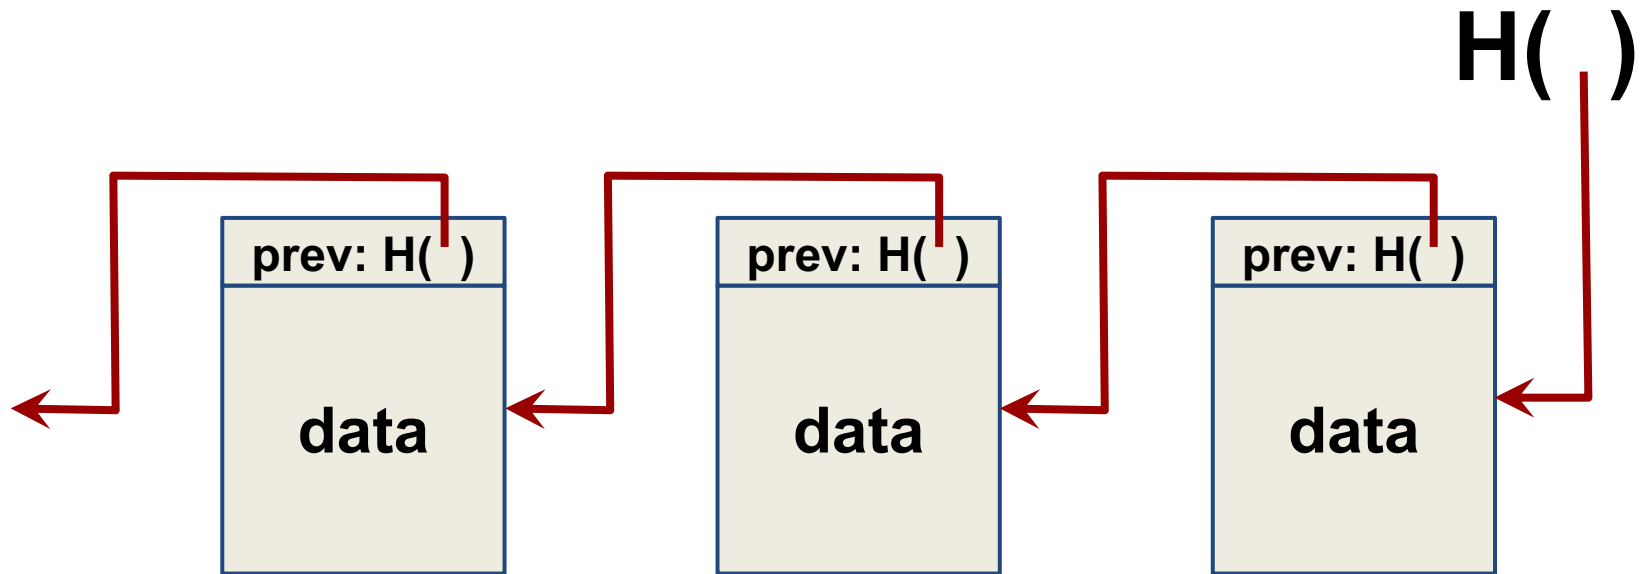 H( )
prev: H( )
prev: H( )
prev: H( )
data
data
data